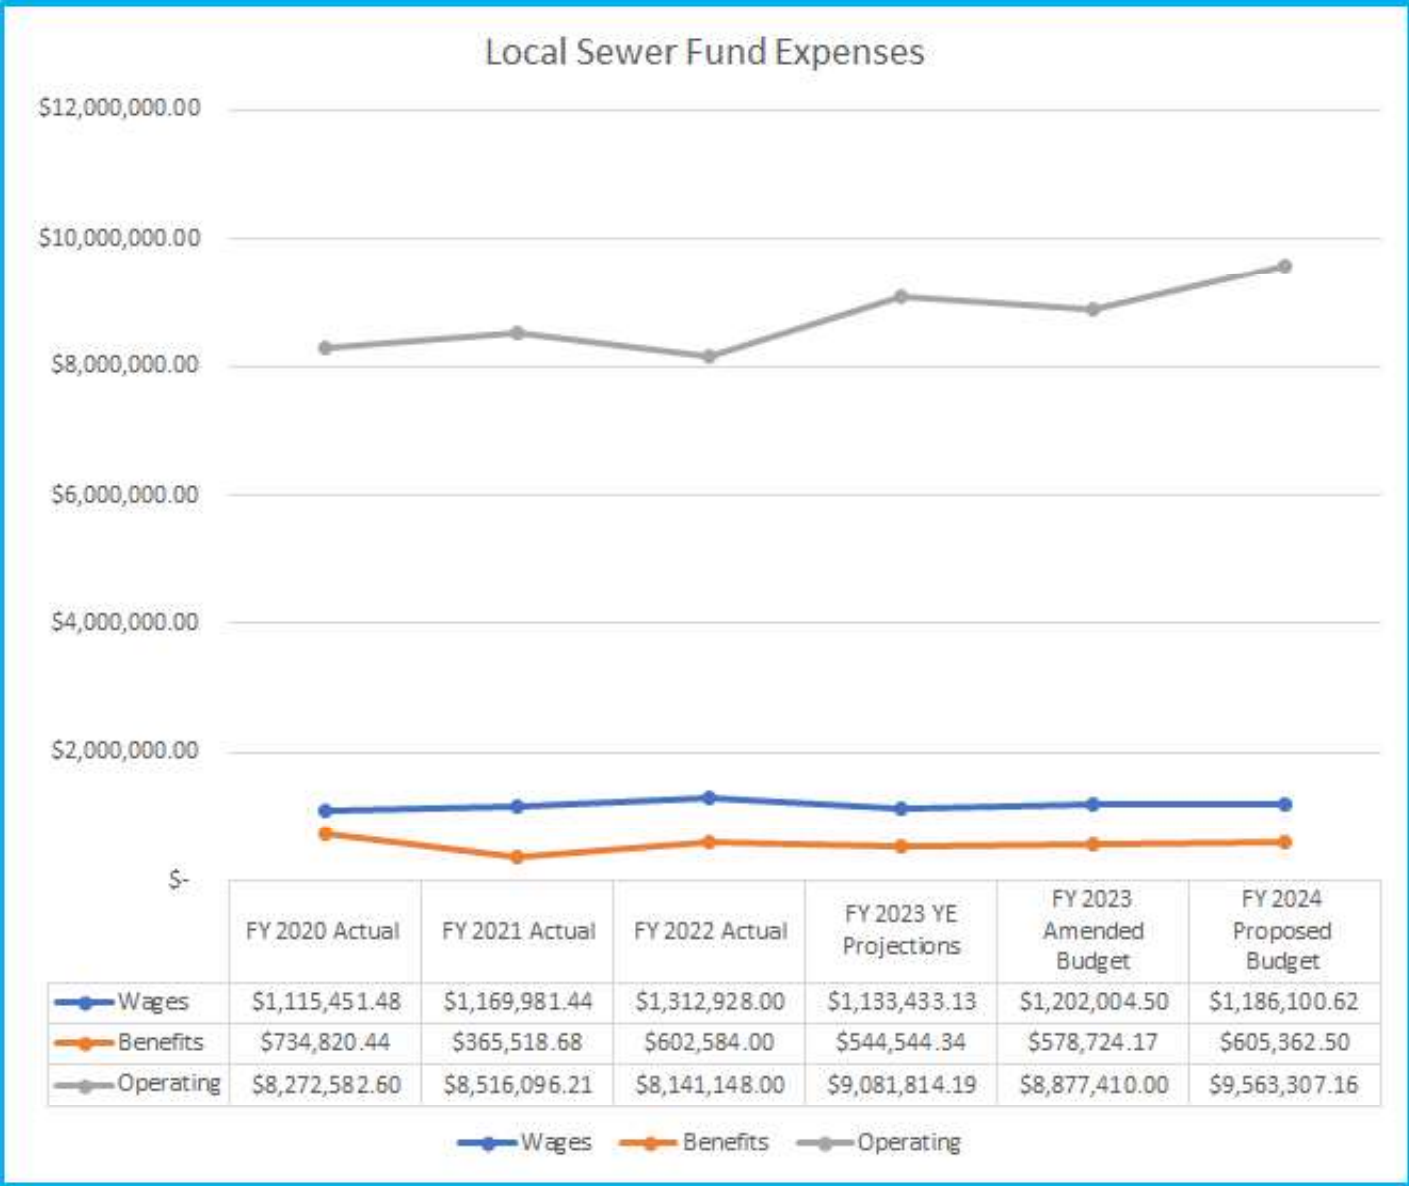 Local Sewer Fund Expenses
$12,000,000.00
$10,000,000.00
$8,000,000.00
$6,000,000.00
$4,000,000.00
$2,000,000.00
$-
FY 2020 Actual
FY 2021 Actual
FY 2022 Actual
FY 2023 YE
Projections
FY 2023
Amended
Budget
FY 2024
Proposed
Budget
Wages $1,115,451.48 $1,169,981.44 $1,312,928.00 $1,133,433.13 $1,202,004.50 $1,186,100.62
Benefits $734,820.44 $365,518.68 $602,584.00 $544,544.34 $578,724.17 $605,362.50
Operating $8,272,582.60 $8,516,096.21 $8,141,148.00 $9,081,814.19 $8,877,410.00 $9,563,307.16
Wages Benefits Operating